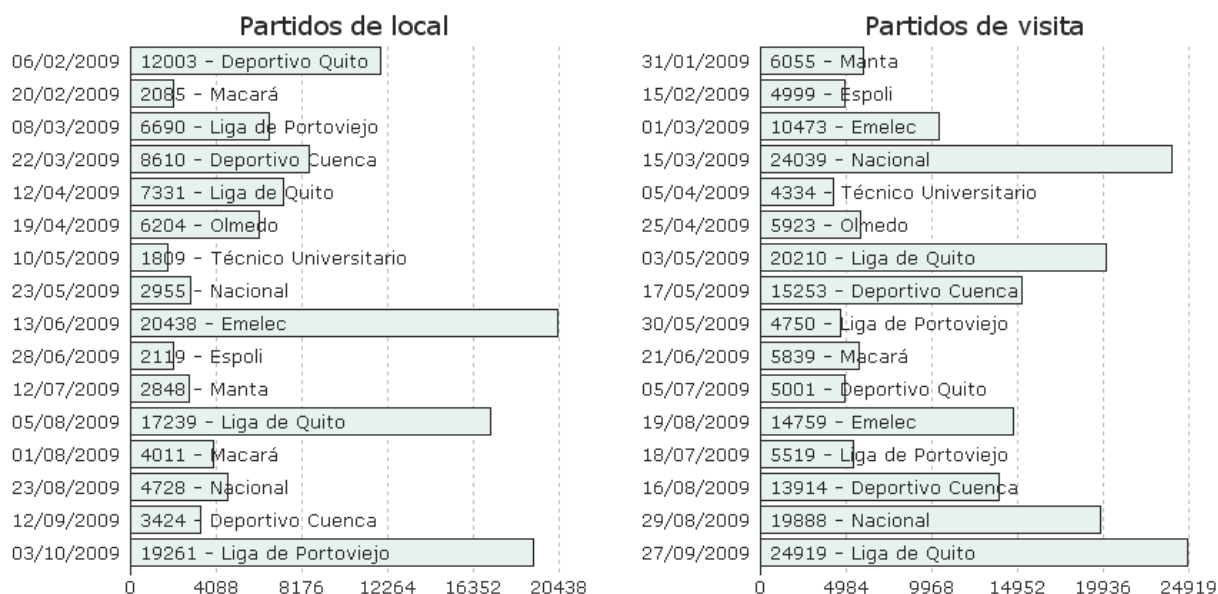 Partidos de local
06/02/2009 12003 - Deportivo Quito
20/02/2009 2085 - Macará
08/03/2009 6690 - Liga de Portoviejo
22/03/2009 8610 - Deportivo Cuenca
12/04/2009 7331 - Liga de Quito
19/04/2009 6204 - Olmedo
10/05/2009 1809 - Técnico Universitario
23/05/2009 2955 - Nacional
13/06/2009 20438 - Emelec
28/06/2009 2119 - Espoli
12/07/2009 2848 - Manta
05/08/2009 17239 - Liga de Quito
01/08/2009 4011 - Macará
23/08/2009 4728 - Nacional
12/09/2009 3424 - Deportivo Cuenca
03/10/2009 19261 - Liga de Portoviejo
0 4088 8176 12264 16352 20438
Partidos de visita
31/01/2009 6055 - Manta
15/02/2009 4999 - Espoli
01/03/2009 10473 - Emelec
15/03/2009 24039 - Nacional
05/04/2009 4334 - Técnico Universitario
25/04/2009 5923 - Olmedo
03/05/2009 20210 - Liga de Quito
17/05/2009 15253 - Deportivo Cuenca
30/05/2009 4750 - Liga de Portoviejo
21/06/2009 5839 - Macará
05/07/2009 5001 - Deportivo Quito
19/08/2009 14759 - Emelec
18/07/2009 5519 - Liga de Portoviejo
16/08/2009 13914 - Deportivo Cuenca
29/08/2009 19888 - Nacional
27/09/2009 24919 - Liga de Quito
0 4984 9968 14952 19936 24919